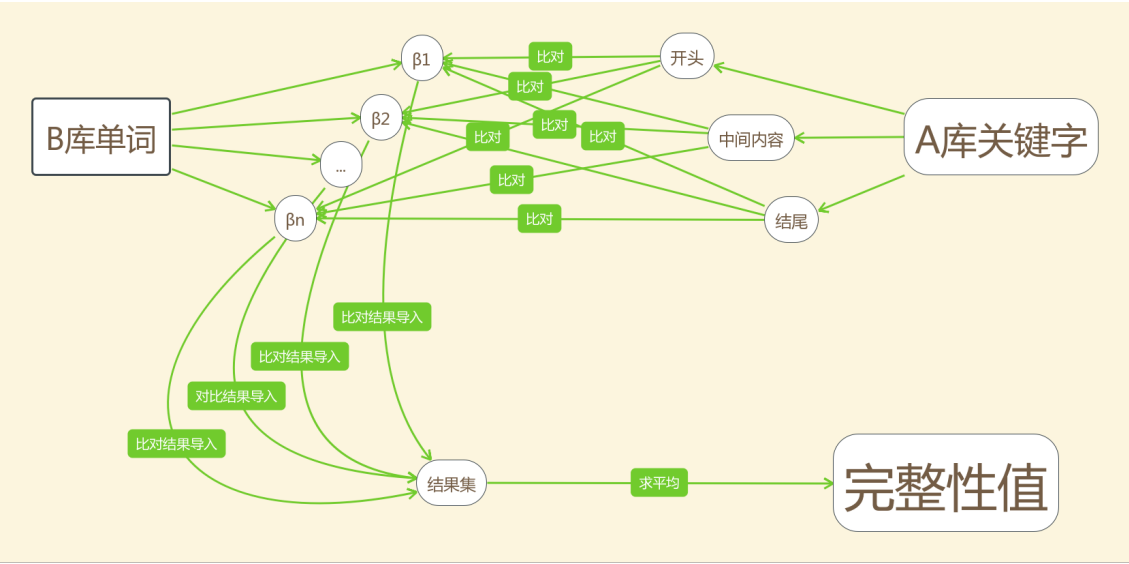 β1
比对
开头
比对
B库单词
β2
比对
比对
比对
中间内容
A库关键字
...
比对
βn
比对
结尾
比对结果导入
比对结果导入
对比结果导入
比对结果导入
结果集
求平均
完整性值